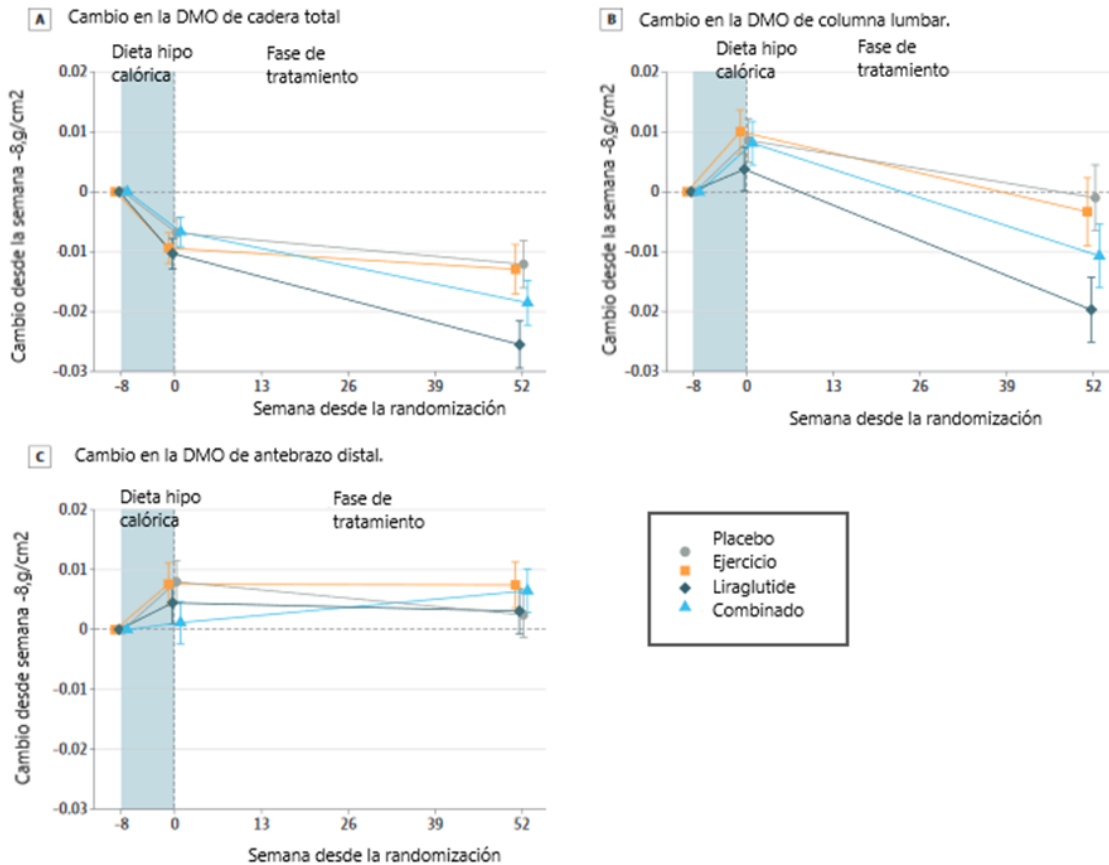 A Cambio en la DMO de cadera total
Dieta hipo
calórica
Fase de
tratamiento
Cambio desde la semana -8,g/cm2
0.02
0.01
0
-0.01
-0.02
-0.03
-8 0 13 26 39 52
Semana desde la randomización
B Cambio en la DMO de columna lumbar.
Dieta hipo
calórica
Fase de
tratamiento
Cambio desde la semana -8,g/cm2
0.02
0.01
0
-0.01
-0.02
-0.03
-8 0 13 26 39 52
Semana desde la randomización
C Cambio en la DMO de antebrazo distal.
Dieta hipo
calórica
Fase de
tratamiento
Cambio desde semana -8,g/cm2
0.02
0.01
0
-0.01
-0.02
-0.03
-8 0 13 26 39 52
Semana desde la randomización
Placebo
Ejercicio
Liraglutide
Combinado